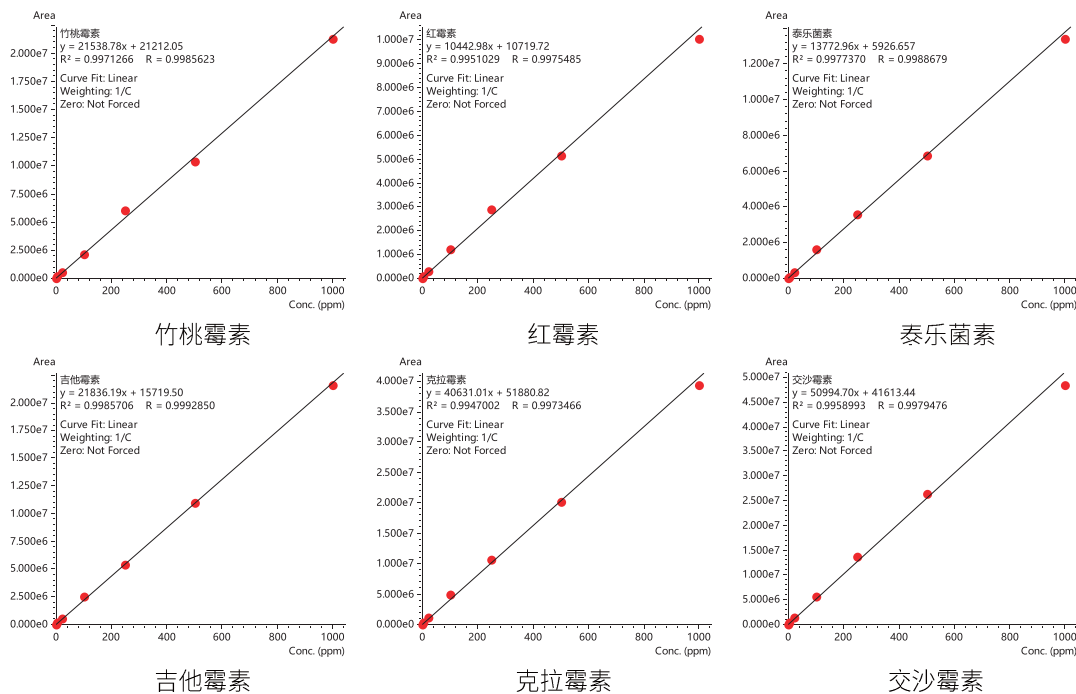 Area
竹桃霉素
y = 21538.78x + 21212.05
R² = 0.9971266 R = 0.9985623
Curve Fit: Linear
Weighting: 1/C
Zero: Not Forced
2.000e7
1.750e7
1.500e7
1.250e7
1.000e7
7.500e6
5.000e6
2.500e6
0.000e0
0 200 400 600 800 1000
Conc. (ppm)
竹桃霉素
Area
红霉素
y = 10442.98x + 10719.72
R² = 0.9951029 R = 0.9975485
Curve Fit: Linear
Weighting: 1/C
Zero: Not Forced
1.000e7
9.000e6
8.000e6
7.000e6
6.000e6
5.000e6
4.000e6
3.000e6
2.000e6
1.000e6
0.000e0
0 200 400 600 800 1000
Conc. (ppm)
红霉素
Area
泰乐菌素
y = 13772.96x + 5926.657
R² = 0.9977370 R = 0.9988679
Curve Fit: Linear
Weighting: 1/C
Zero: Not Forced
1.200e7
1.000e7
8.000e6
6.000e6
4.000e6
2.000e6
0.000e0
0 200 400 600 800 1000
Conc. (ppm)
泰乐菌素
Area
吉他霉素
y = 21836.19x + 15719.50
R² = 0.9985706 R = 0.9992850
Curve Fit: Linear
Weighting: 1/C
Zero: Not Forced
2.000e7
1.750e7
1.500e7
1.250e7
1.000e7
7.500e6
5.000e6
2.500e6
0.000e0
0 200 400 600 800 1000
Conc. (ppm)
吉他霉素
Area
克拉霉素
y = 40631.01x + 51880.82
R² = 0.9947002 R = 0.9973466
Curve Fit: Linear
Weighting: 1/C
Zero: Not Forced
4.000e7
3.500e7
3.000e7
2.500e7
2.000e7
1.500e7
1.000e7
5.000e6
0.000e0
0 200 400 600 800 1000
Conc. (ppm)
克拉霉素
Area
交沙霉素
y = 50994.70x + 41613.44
R² = 0.9958993 R = 0.9979476
Curve Fit: Linear
Weighting: 1/C
Zero: Not Forced
5.000e7
4.500e7
4.000e7
3.500e7
3.000e7
2.500e7
2.000e7
1.500e7
1.000e7
5.000e6
0.000e0
0 200 400 600 800 1000
Conc. (ppm)
交沙霉素